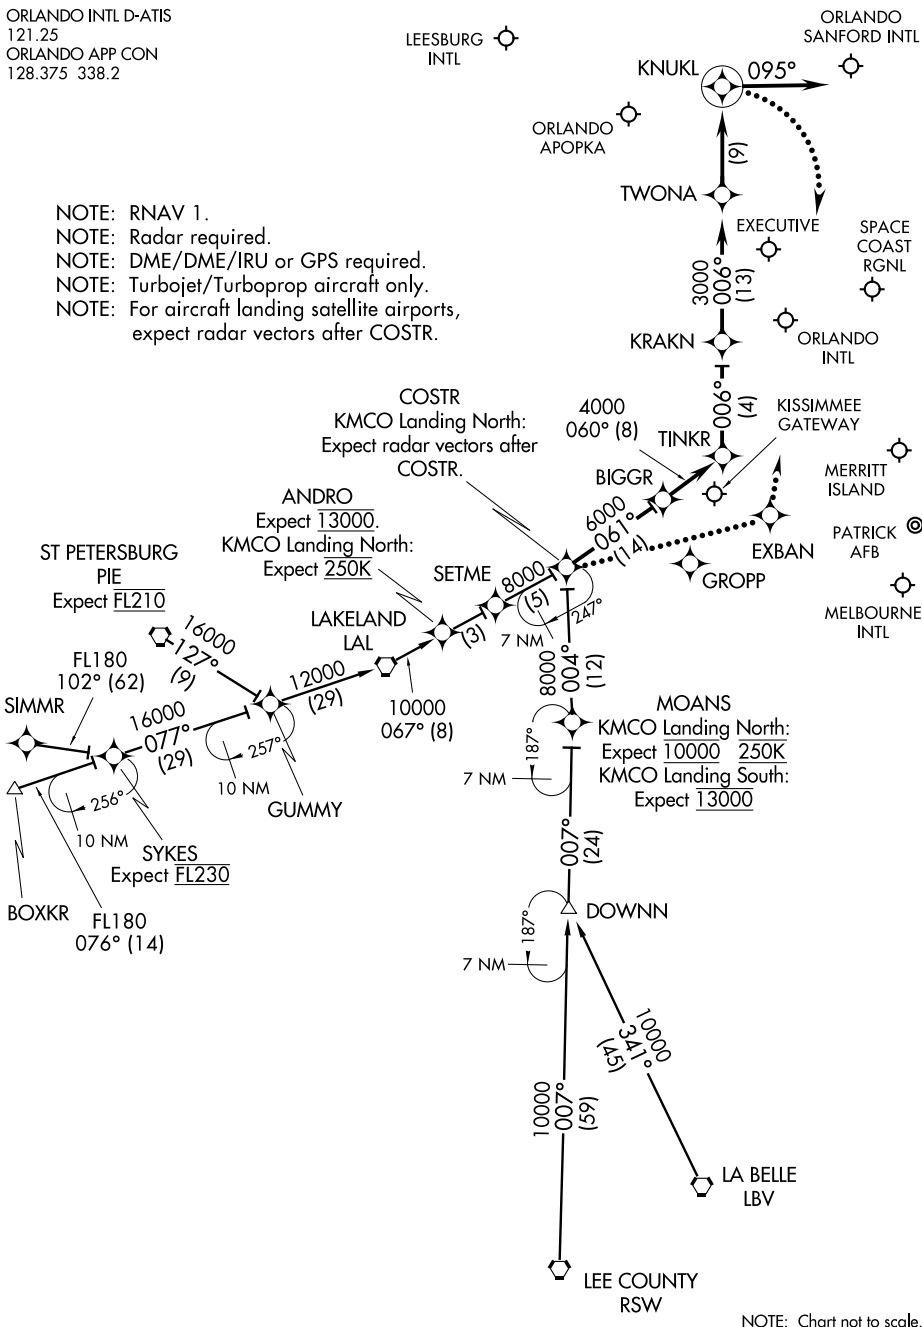 ORLANDO INTL D-ATIS
121.25
ORLANDO APP CON
128.375 338.2
LEESBURG
INTL
ORLANDO
SANFORD INTL
KNUKL
095°
ORLANDO
APOPKA
(9)
TWONA
NOTE: RNAV 1.
NOTE: Radar required.
NOTE: DME/DME/IRU or GPS required.
NOTE: Turbojet/Turboprop aircraft only.
NOTE: For aircraft landing satellite airports,
expect radar vectors after COSTR.
EXECUTIVE
SPACE
COAST
RGNL
3000
006°
(13)
KRAKN
ORLANDO
INTL
006°
(4)
COSTR
KMCO Landing North:
Expect radar vectors after
COSTR.
4000
060° (8)
TINKR
KISSIMMEE
GATEWAY
BIGGR
MERRITT
ISLAND
ANDRO
Expect 13000.
KMCO Landing North:
Expect 250K
6000
061°
(14)
EXBAN
PATRICK
AFB
GROPP
ST PETERSBURG
PIE
Expect FL210
SETME
8000
(5)
247°
7 NM
MELBOURNE
INTL
LAKELAND
LAL
(3)
16000
127°
(9)
FL180
102° (62)
12000
(29)
10000
067° (8)
8000
004°
(12)
SIMMR
16000
077°
(29)
MOANS
KMCO Landing North:
Expect 10000 250K
KMCO Landing South:
Expect 13000
187°
7 NM
257°
10 NM
GUMMY
256°
10 NM
SYKES
Expect FL230
BOXKR
FL180
076° (14)
007°
(24)
DOWNN
187°
7 NM
10000
341°
(45)
10000
007°
(59)
LA BELLE
LBV
LEE COUNTY
RSW
NOTE: Chart not to scale.